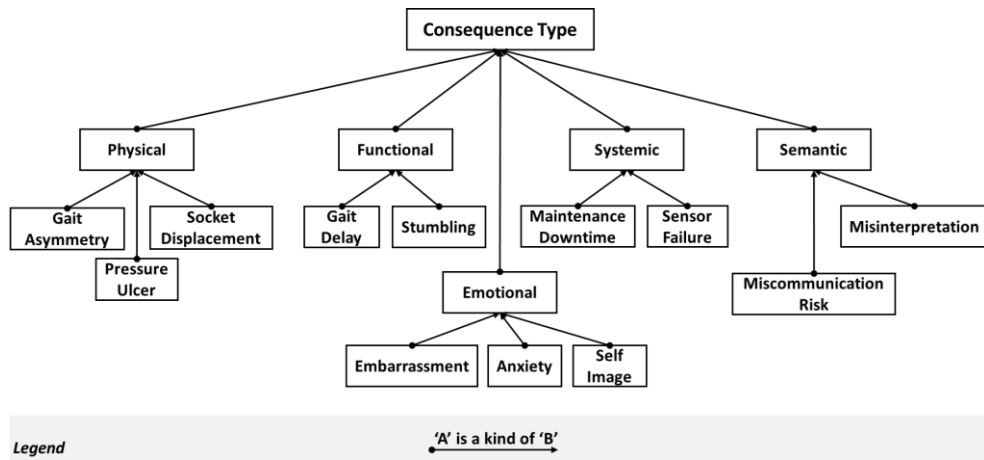 Consequence Type
Physical
Functional
Systemic
Semantic
Gait
Asymmetry
Socket
Displacement
Pressure
Ulcer
Gait
Delay
Stumbling
Maintenance
Downtime
Sensor
Failure
Misinterpretation
Miscommunication
Risk
Emotional
Embarrassment
Anxiety
Self
Image
Legend
‘A’ is a kind of ‘B’